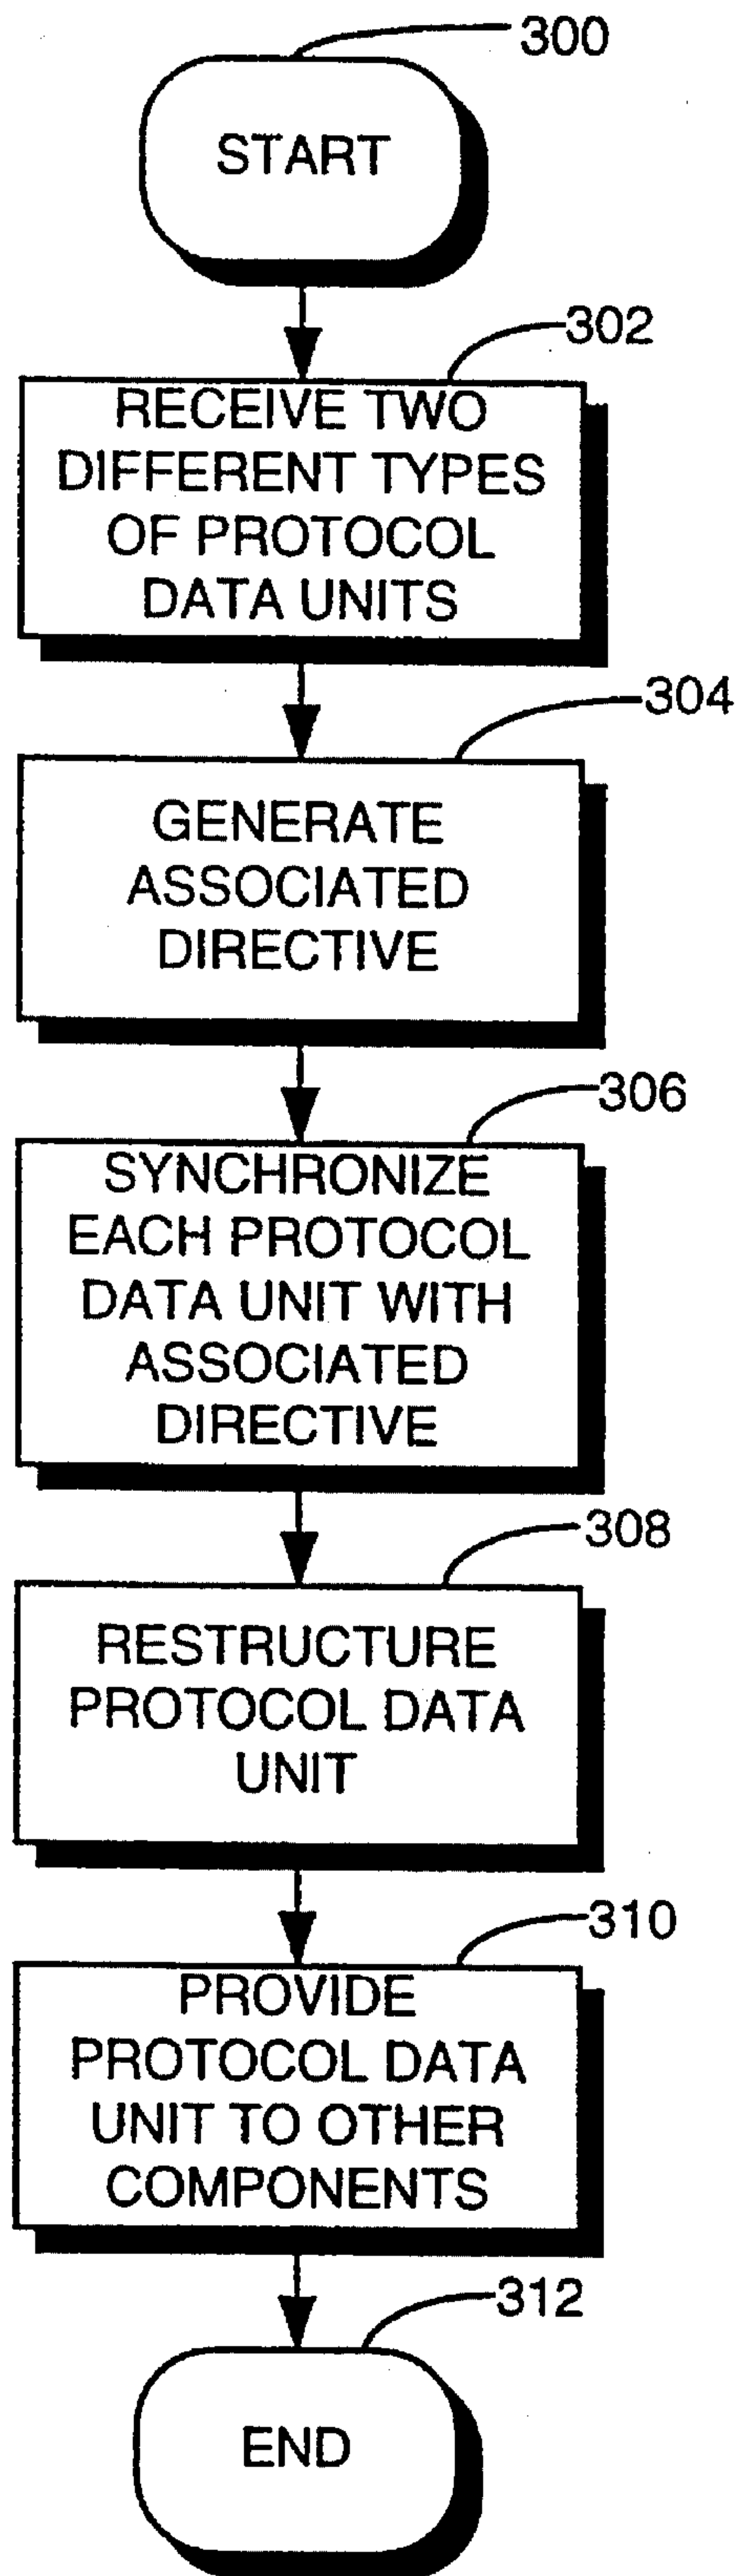 300
START
302
RECEIVE TWO
DIFFERENT TYPES
OF PROTOCOL
DATA UNITS
304
GENERATE
ASSOCIATED
DIRECTIVE
306
SYNCHRONIZE
EACH PROTOCOL
DATA UNIT WITH
ASSOCIATED
DIRECTIVE
308
RESTRUCTURE
PROTOCOL DATA
UNIT
310
PROVIDE
PROTOCOL DATA
UNIT TO OTHER
COMPONENTS
312
END